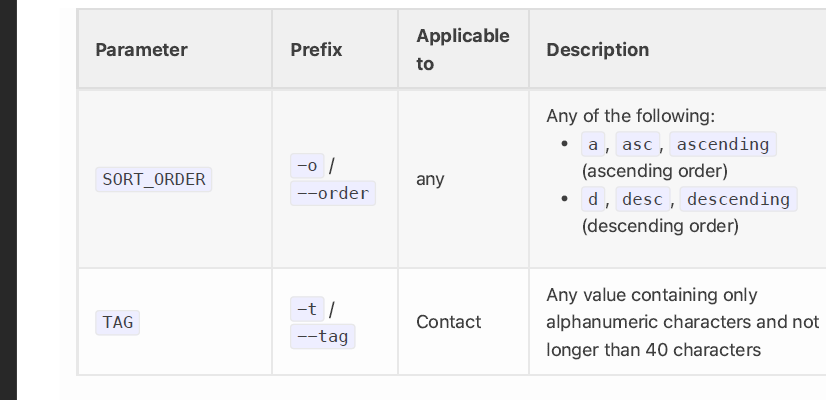 Parameter Prefix Applicable to Description
SORT_ORDER -o / --order any Any of the following:
• a, asc, ascending
(ascending order)
• d, desc, descending
(descending order)
TAG -t / --tag Contact Any value containing only
alphanumeric characters and not
longer than 40 characters